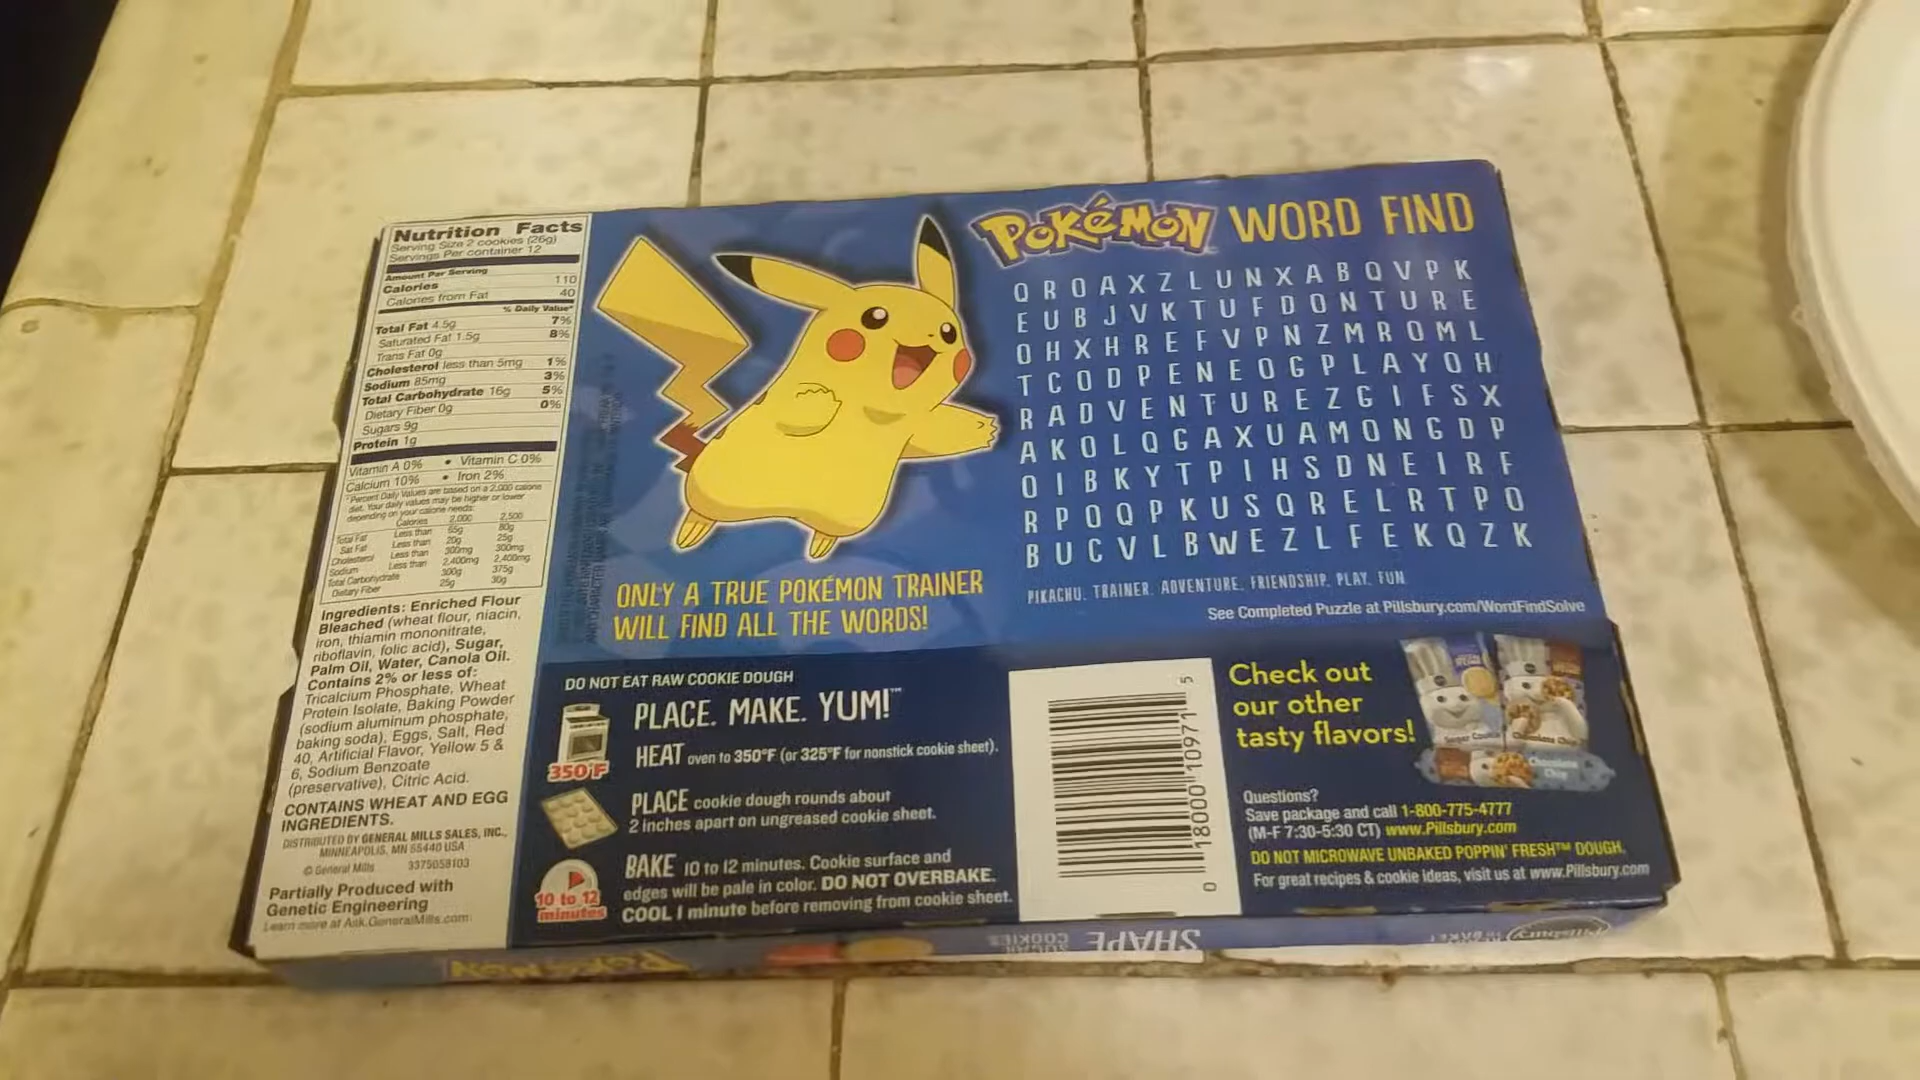 Nutrition Facts
Serving Size 2 cookies (26g)
Servings Per container 12
Amount Per Serving
Calories 110
Calories from Fat 40
% Daily Value*
Total Fat 4.5g 7%
Saturated Fat 1.5g 8%
Trans Fat 0g
Cholesterol less than 5mg 1%
Sodium 85mg 3%
Total Carbohydrate 16g 5%
Dietary Fiber 0g 0%
Sugars 9g
Protein 1g
Vitamin A 0% • Vitamin C 0%
Calcium 10% • Iron 2%
*Percent Daily Values are based on a 2,000 calorie
diet. Your daily values may be higher or lower
depending on your calorie needs:
Calories 2,000 2,500
Total Fat Less than 65g 80g
Sat Fat Less than 20g 25g
Cholesterol Less than 300mg 300mg
Sodium Less than 2,400mg 2,400mg
Total Carbohydrate 300g 375g
Dietary Fiber 25g 30g
Ingredients: Enriched Flour
Bleached (wheat flour, niacin,
iron, thiamin mononitrate,
riboflavin, folic acid), Sugar,
Palm Oil, Water, Canola Oil.
Contains 2% or less of:
Tricalcium Phosphate, Wheat
Protein Isolate, Baking Powder
(sodium aluminum phosphate,
baking soda), Eggs, Salt, Red
40, Artificial Flavor, Yellow 5 &
6, Sodium Benzoate
(preservative), Citric Acid.
CONTAINS WHEAT AND EGG
INGREDIENTS.
DISTRIBUTED BY GENERAL MILLS SALES, INC.,
MINNEAPOLIS, MN 55440 USA
© General Mills 3375058103
Partially Produced with
Genetic Engineering
Learn more at Ask.GeneralMills.com
POKéMON WORD FIND
Q R O A X Z L U N X A B Q V P K
E U B J V K T U F D O N T U R E
O H X H R E F V P N Z M R O M L
T C O D P E N E O G P L A Y O H
R A D V E N T U R E Z G I F S X
A K O L Q G A X U A M O N G D P
O I B K Y T P I H S D N E I R F
R P O Q P K U S Q R E L R T P O
B U C V L B W E Z L F E K Q Z K
PIKACHU. TRAINER. ADVENTURE. FRIENDSHIP. PLAY. FUN
See Completed Puzzle at Pillsbury.com/WordFindSolve
ONLY A TRUE POKÉMON TRAINER
WILL FIND ALL THE WORDS!
DO NOT EAT RAW COOKIE DOUGH
PLACE. MAKE. YUM!™
350°F
HEAT oven to 350°F (or 325°F for nonstick cookie sheet).
PLACE cookie dough rounds about
2 inches apart on ungreased cookie sheet.
10 to 12
minutes
BAKE 10 to 12 minutes. Cookie surface and
edges will be pale in color. DO NOT OVERBAKE.
COOL 1 minute before removing from cookie sheet.
0 18000 10971 5
Check out
our other
tasty flavors!
Sugar Cookie
Chocolate Chip
Chocolate
Chip
Questions?
Save package and call 1-800-775-4777
(M-F 7:30-5:30 CT) www.Pillsbury.com
DO NOT MICROWAVE UNBAKED POPPIN' FRESH™ DOUGH.
For great recipes & cookie ideas, visit us at www.Pillsbury.com
POKéMON
SHAPE
SUGAR
COOKIES
Pillsbury